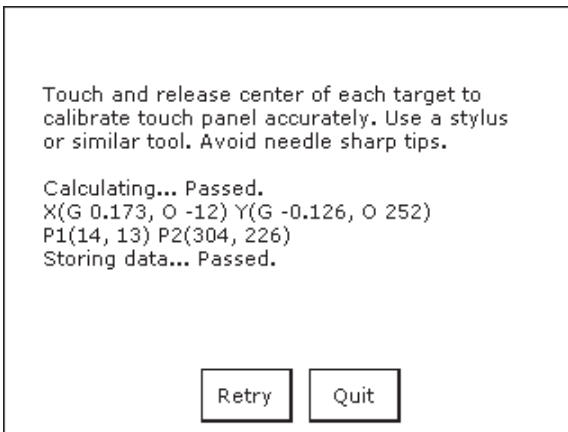 Touch and release center of each target to
calibrate touch panel accurately. Use a stylus
or similar tool. Avoid needle sharp tips.
Calculating... Passed.
X(G 0.173, O -12) Y(G -0.126, O 252)
P1(14, 13) P2(304, 226)
Storing data... Passed.
Retry
Quit